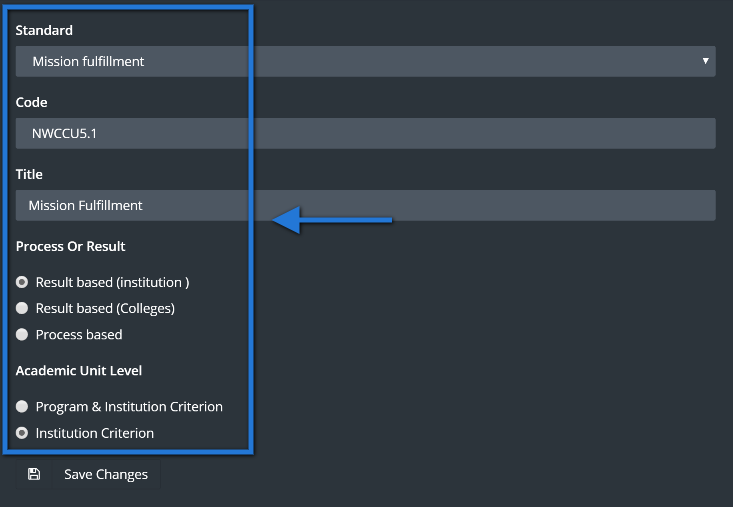 Standard
Mission fulfillment
Code
NWCCU5.1
Title
Mission Fulfillment
Process Or Result
Result based (institution )
Result based (Colleges)
Process based
Academic Unit Level
Program & Institution Criterion
Institution Criterion
Save Changes